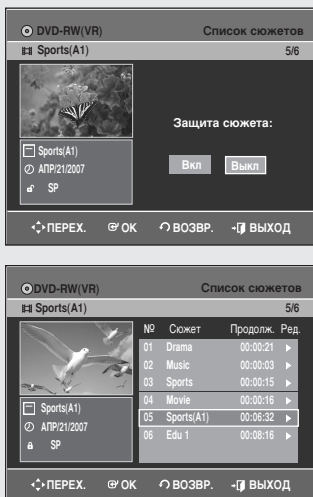 DVD-RW(VR) Список сюжетов
Sports(A1) 5/6
Защита сюжета:
Sports(A1)
АПР/21/2007
SP
Вкл Выкл
ПЕРЕХ. OK ВОЗВР. ВЫХОД
DVD-RW(VR) Список сюжетов
Sports(A1) 5/6
№ Сюжет Продолж. Ред.
01 Drama 00:00:21 ►
02 Music 00:00:03 ►
03 Sports 00:00:15 ►
04 Movie 00:00:16 ►
05 Sports(A1) 00:06:32 ►
06 Edu 1 00:08:16 ►
Sports(A1)
АПР/21/2007
SP
ПЕРЕХ. OK ВОЗВР. ВЫХОД